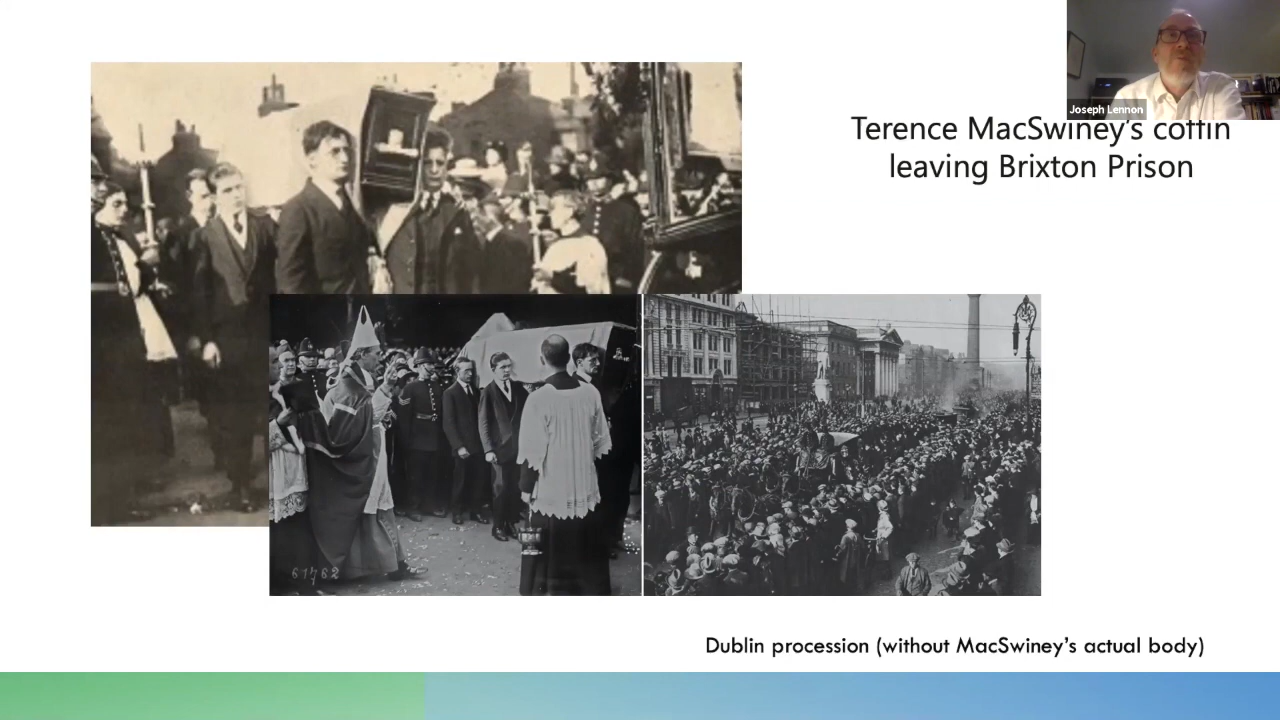 Joseph Lennon
Terence MacSwiney's coffin
leaving Brixton Prison
61762
Dublin procession (without MacSwiney's actual body)